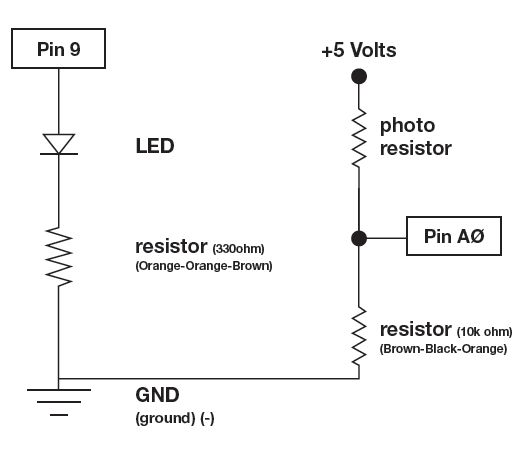 Pin 9
+5 Volts
LED
photo
resistor
Pin AØ
resistor (330ohm)
(Orange-Orange-Brown)
resistor (10k ohm)
(Brown-Black-Orange)
GND
(ground) (-)